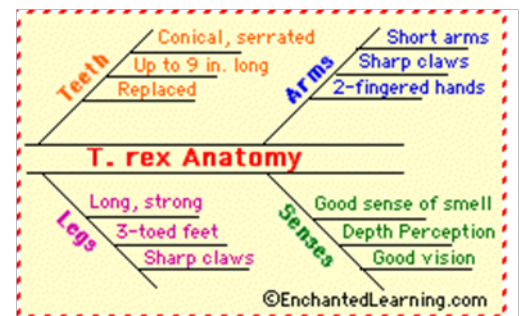 Teeth
Conical, serrated
Up to 9 in. long
Replaced
Arms
Short arms
Sharp claws
2-fingered hands
T. rex Anatomy
Legs
Long, strong
3-toed feet
Sharp claws
Senses
Good sense of smell
Depth Perception
Good vision
©EnchantedLearning.com